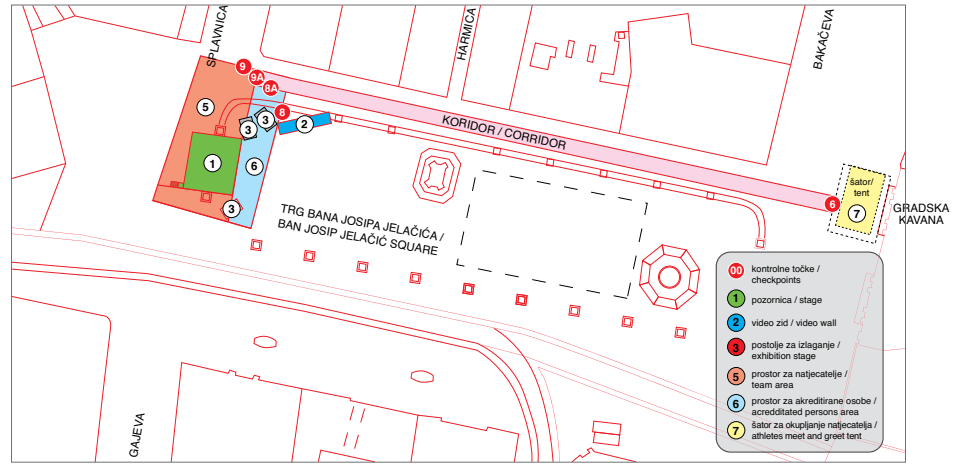 SPLAVNICA
HARMICA
BAKAČEVA
9
9A
8A
8
5
3
3
2
KORIDOR / CORRIDOR
1
6
3
šator/
tent
7
6
GRADSKA
KAVANA
TRG BANA JOSIPA JELAČIĆA /
BAN JOSIP JELAČIĆ SQUARE
GAJEVA
00 kontrolne točke /
checkpoints
1 pozornica / stage
2 video zid / video wall
3 postolje za izlaganje /
exhibition stage
5 prostor za natjecatelje /
team area
6 prostor za akreditirane osobe /
acredditated persons area
7 šator za okupljanje natjecatelja /
athletes meet and greet tent